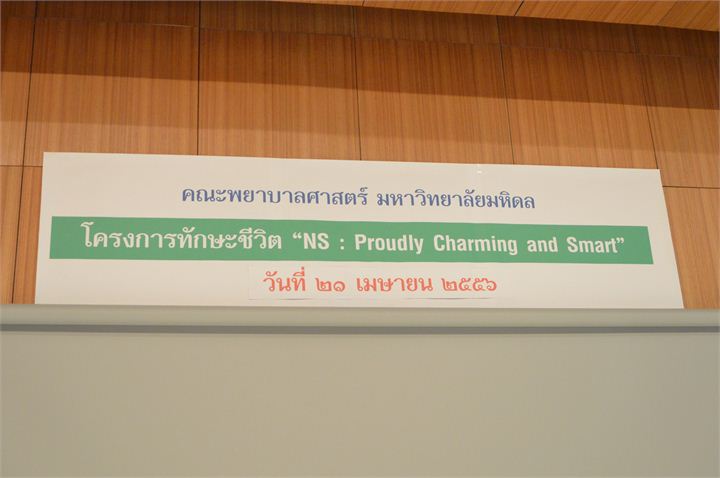 คณะพยาบาลศาสตร์ มหาวิทยาลัยมหิดล
โครงการทักษะชีวิต “NS : Proudly Charming and Smart”
วันที่ ๒๑ เมษายน ๒๕๕๖